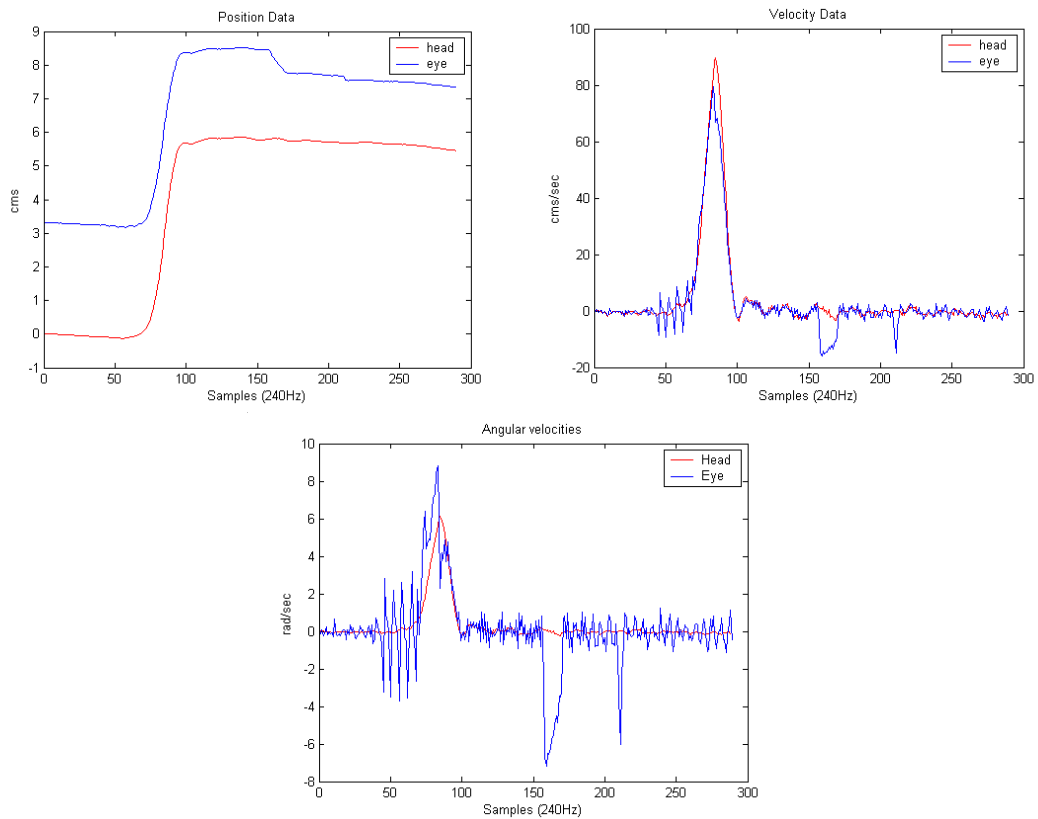 Position Data
9
8
7
6
5
4
3
2
1
0
-1
cms
head
eye
0 50 100 150 200 250 300
Samples (240Hz)
Velocity Data
100
80
60
40
20
0
-20
cms/sec
head
eye
0 50 100 150 200 250 300
Samples (240Hz)
Angular velocities
10
8
6
4
2
0
-2
-4
-6
-8
rad/sec
Head
Eye
0 50 100 150 200 250 300
Samples (240Hz)